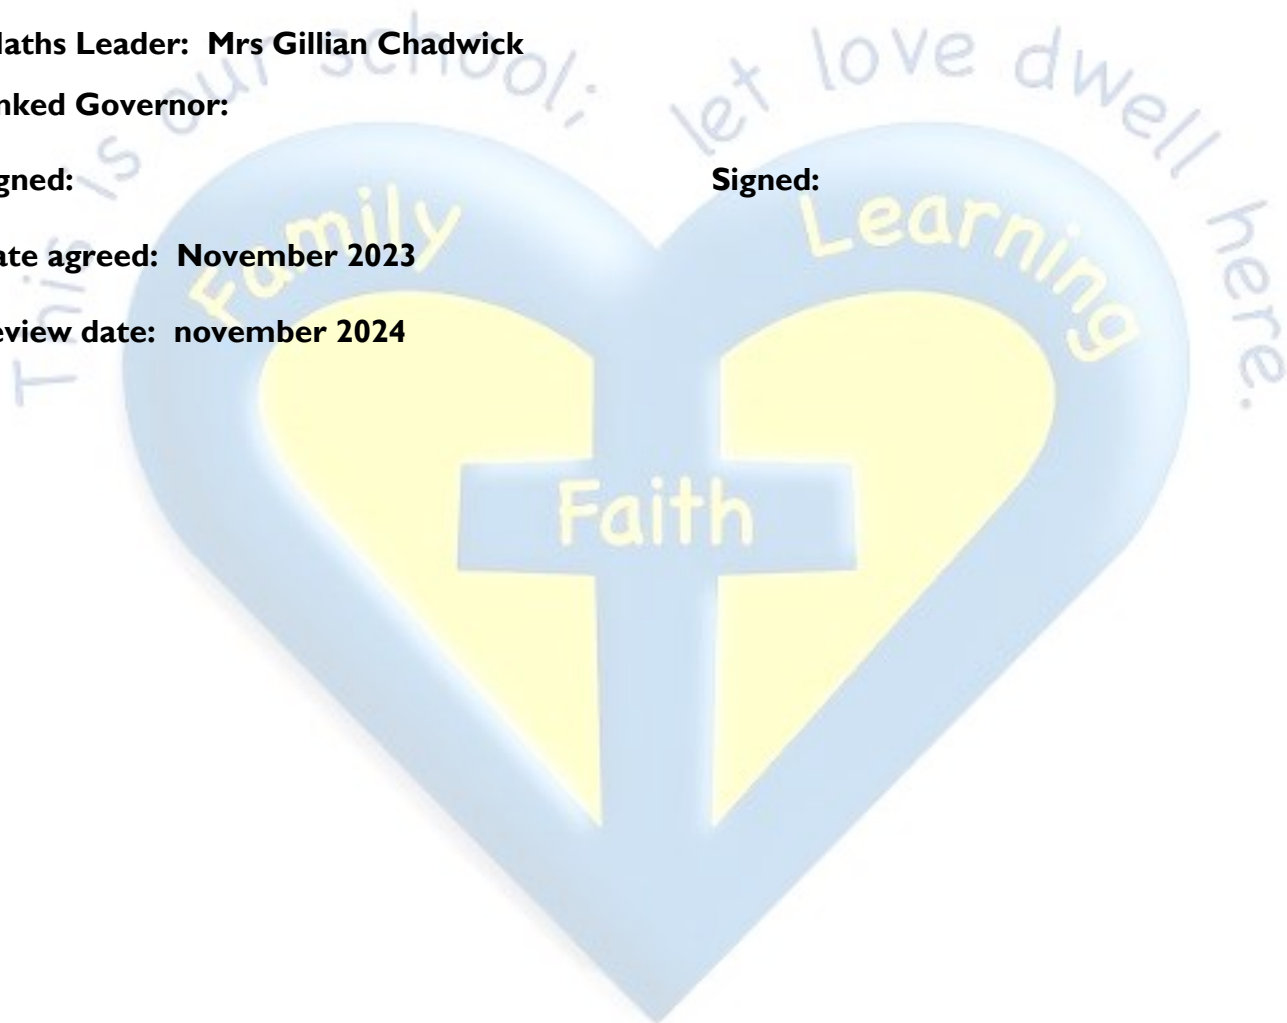 This is our school; let love dwell here.
laths Leader: Mrs Gillian Chadwick
nked Governor:
gned: Signed:
Family Learning
ate agreed: November 2023
eview date: november 2024
Faith